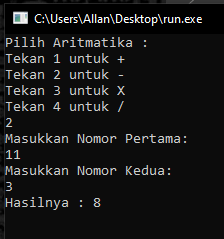 C:\Users\Allan\Desktop\run.exe
Pilih Aritmatika :
Tekan 1 untuk +
Tekan 2 untuk -
Tekan 3 untuk X
Tekan 4 untuk /
2
Masukkan Nomor Pertama:
11
Masukkan Nomor Kedua:
3
Hasilnya : 8